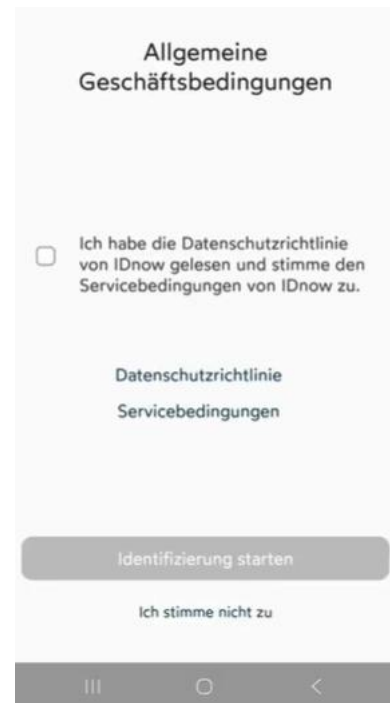 Allgemeine
Geschäftsbedingungen
Ich habe die Datenschutzrichtlinie
von IDnow gelesen und stimme den
Servicebedingungen von IDnow zu.
Datenschutzrichtlinie
Servicebedingungen
Identifizierung starten
Ich stimme nicht zu